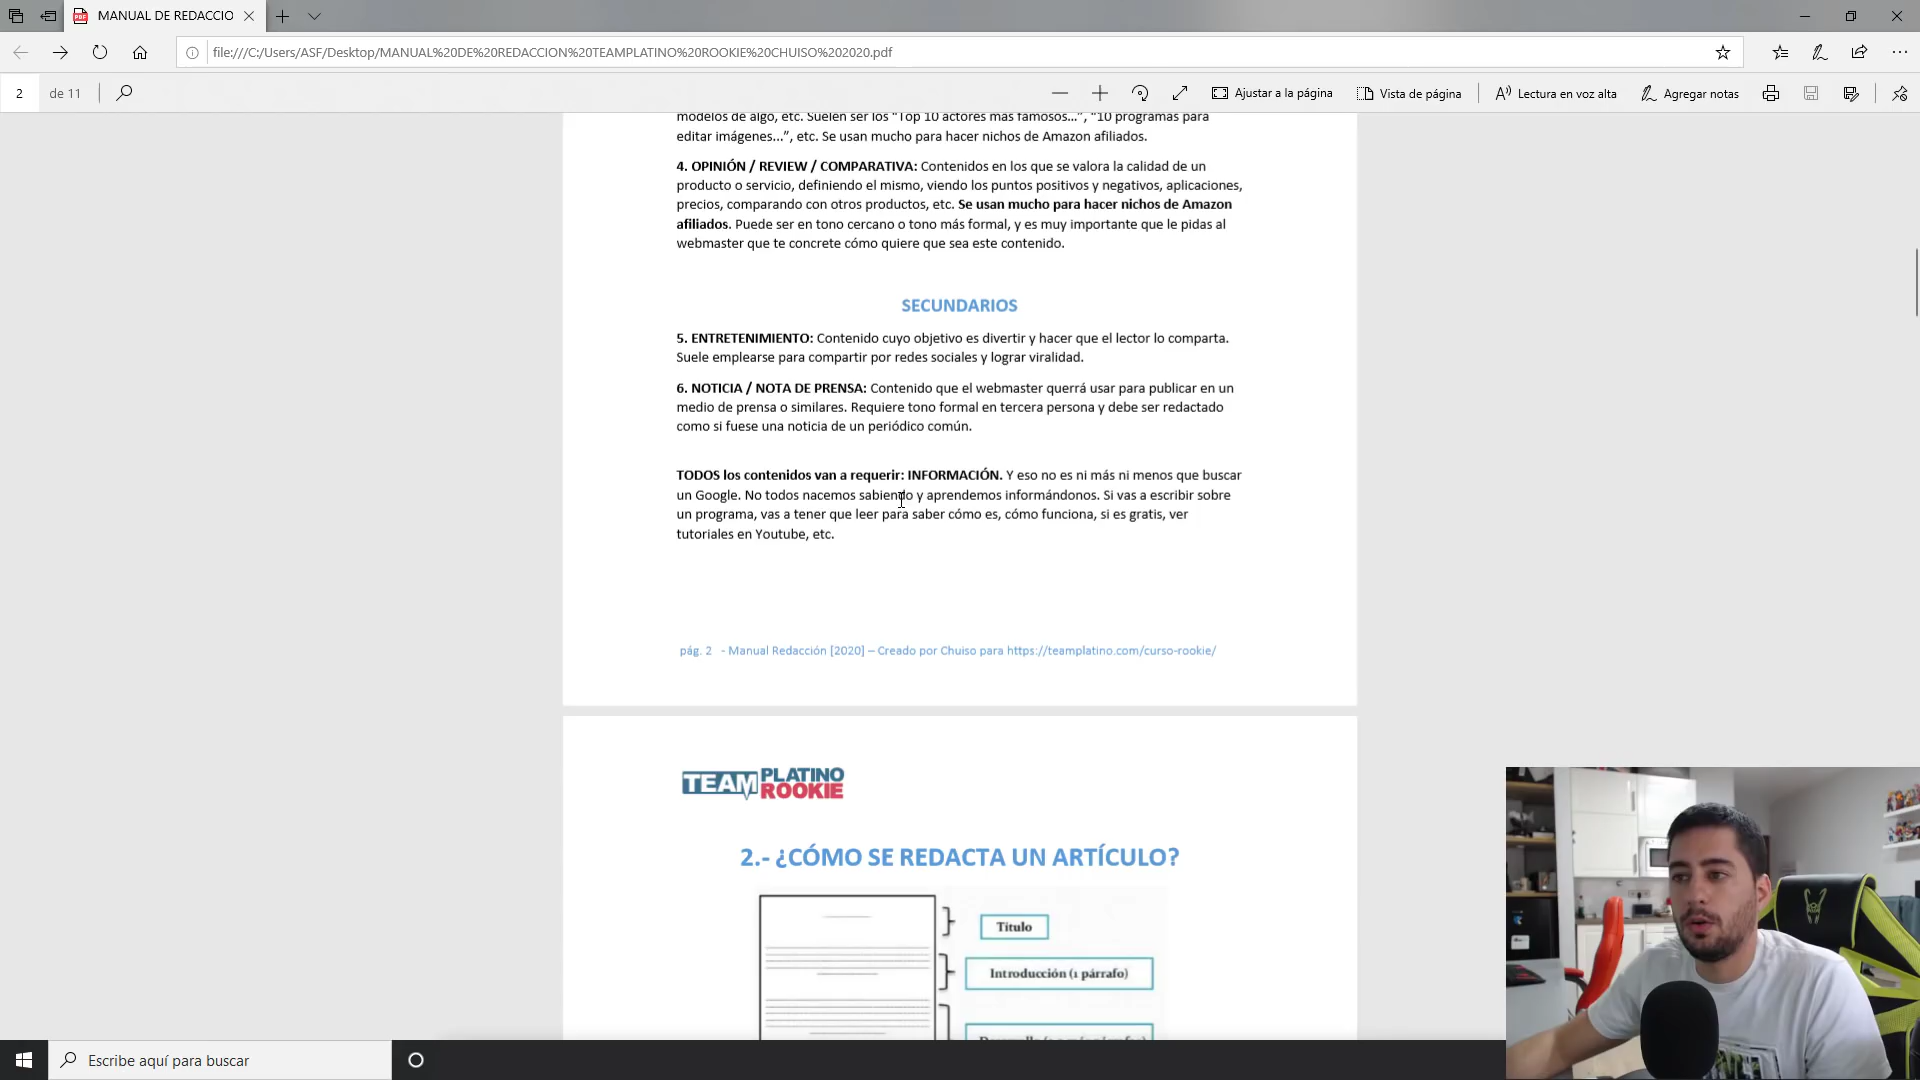 MANUAL DE REDACCIO
file:///C:/Users/ASF/Desktop/MANUAL%20DE%20REDACCION%20TEAMPLATINO%20ROOKIE%20CHUISO%202020.pdf
2 de 11
Ajustar a la página
Vista de página
Lectura en voz alta
Agregar notas
modelos de algo, etc. Suelen ser los “Top 10 actores más famosos...”, “10 programas para
editar imágenes...”, etc. Se usan mucho para hacer nichos de Amazon afiliados.
4. OPINIÓN / REVIEW / COMPARATIVA: Contenidos en los que se valora la calidad de un
producto o servicio, definiendo el mismo, viendo los puntos positivos y negativos, aplicaciones,
precios, comparando con otros productos, etc. Se usan mucho para hacer nichos de Amazon
afiliados. Puede ser en tono cercano o tono más formal, y es muy importante que le pidas al
webmaster que te concrete cómo quiere que sea este contenido.
SECUNDARIOS
5. ENTRETENIMIENTO: Contenido cuyo objetivo es divertir y hacer que el lector lo comparta.
Suele emplearse para compartir por redes sociales y lograr viralidad.
6. NOTICIA / NOTA DE PRENSA: Contenido que el webmaster querrá usar para publicar en un
medio de prensa o similares. Requiere tono formal en tercera persona y debe ser redactado
como si fuese una noticia de un periódico común.
TODOS los contenidos van a requerir: INFORMACIÓN. Y eso no es ni más ni menos que buscar
un Google. No todos nacemos sabiendo y aprendemos informándonos. Si vas a escribir sobre
un programa, vas a tener que leer para saber cómo es, cómo funciona, si es gratis, ver
tutoriales en Youtube, etc.
pág. 2 - Manual Redacción [2020] – Creado por Chuiso para https://teamplatino.com/curso-rookie/
TEAM PLATINO
ROOKIE
2.- ¿CÓMO SE REDACTA UN ARTÍCULO?
Título
Introducción (1 párrafo)
Escribe aquí para buscar